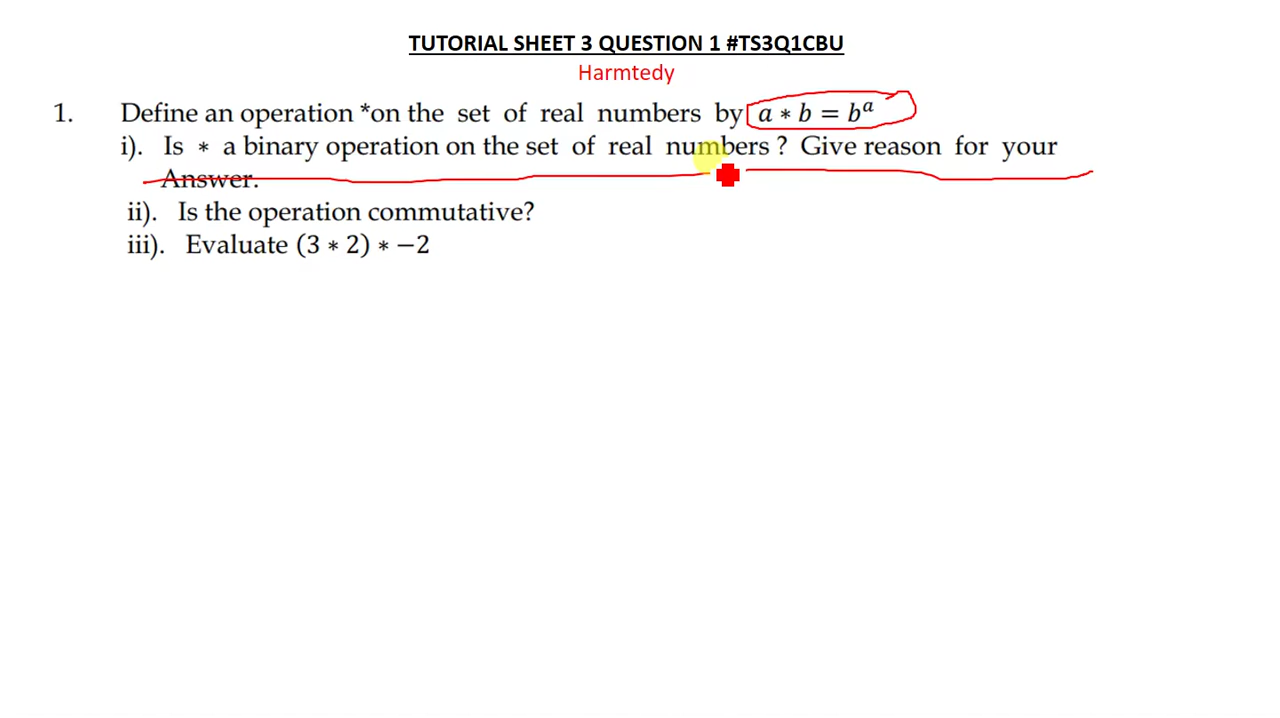 TUTORIAL SHEET 3 QUESTION 1 #TS3Q1CBU
Harmtedy
1. Define an operation *on the set of real numbers by a ∗ b = bᵃ
i). Is ∗ a binary operation on the set of real numbers ? Give reason for your
Answer.
ii). Is the operation commutative?
iii). Evaluate (3 ∗ 2) ∗ −2